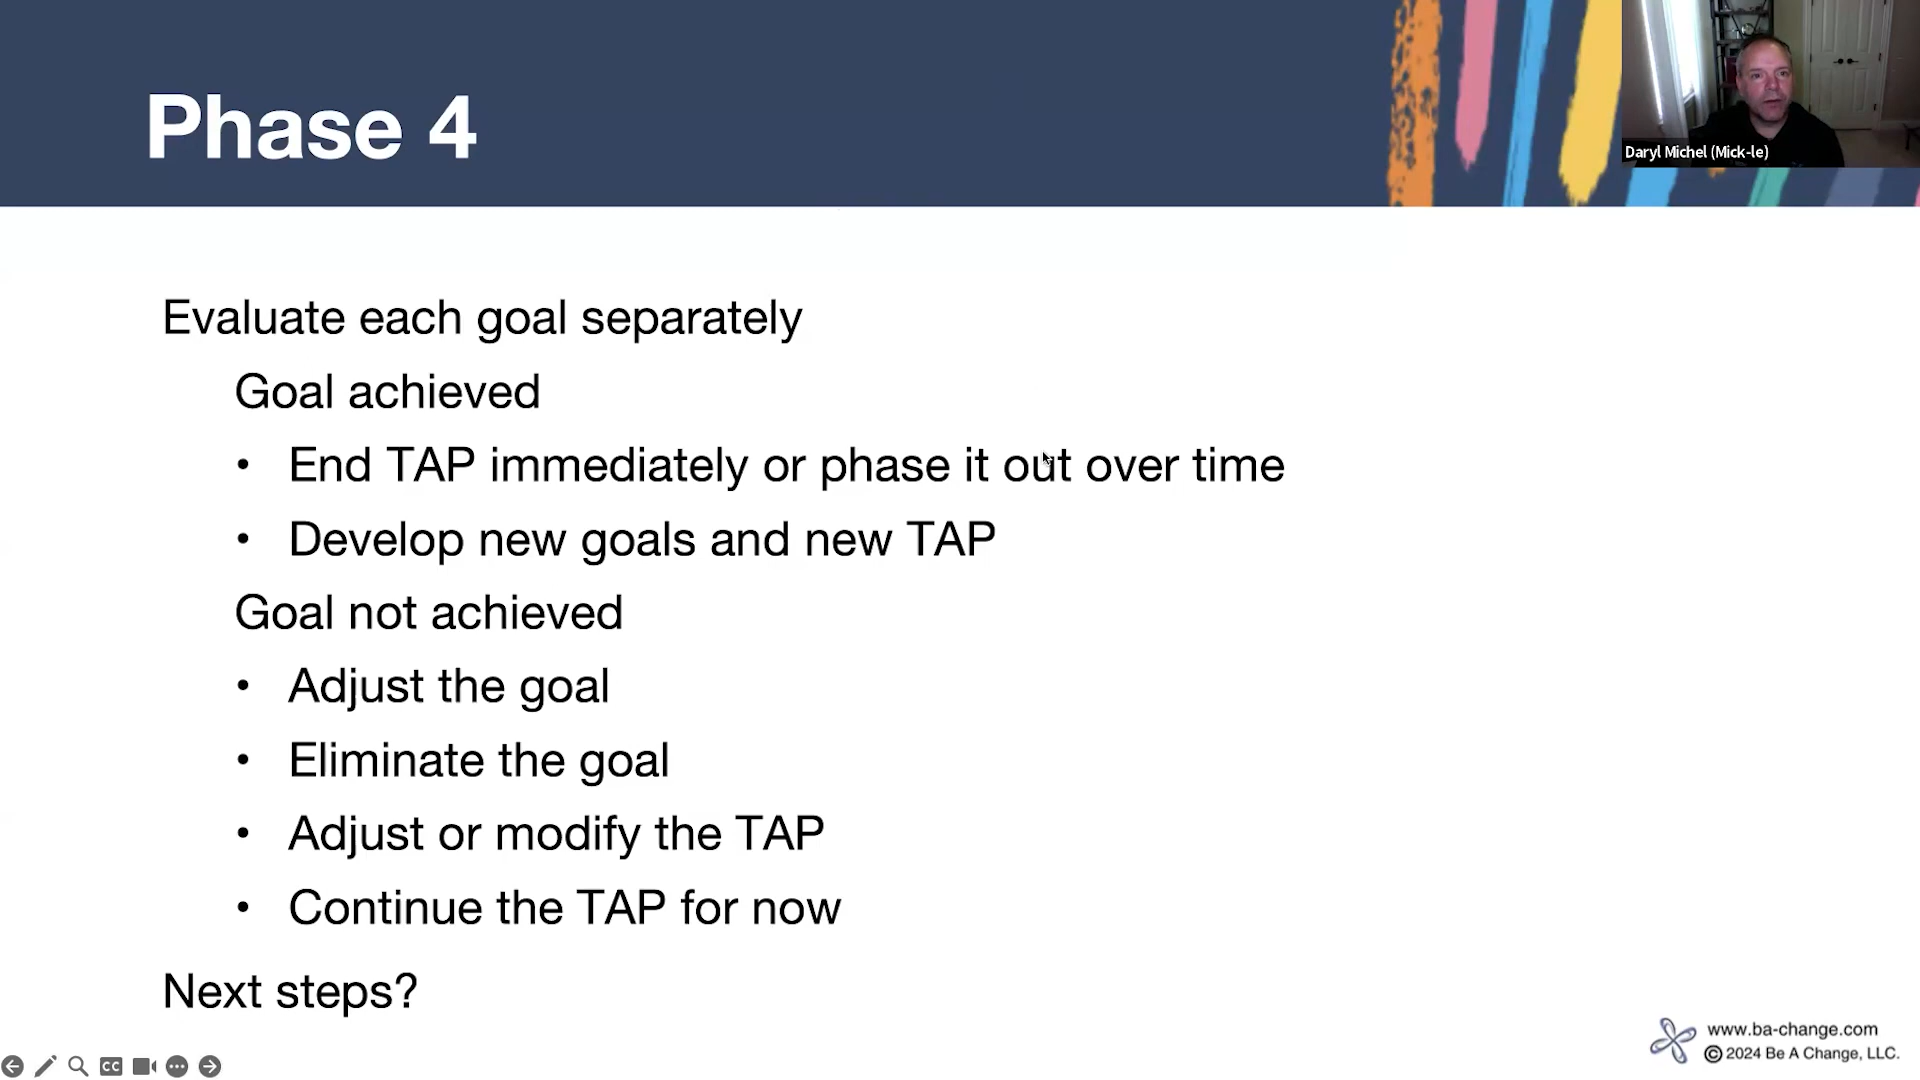 Phase 4
Daryl Michel (Mick-le)
Evaluate each goal separately
Goal achieved
• End TAP immediately or phase it out over time
• Develop new goals and new TAP
Goal not achieved
• Adjust the goal
• Eliminate the goal
• Adjust or modify the TAP
• Continue the TAP for now
Next steps?
www.ba-change.com
© 2024 Be A Change, LLC.
CC